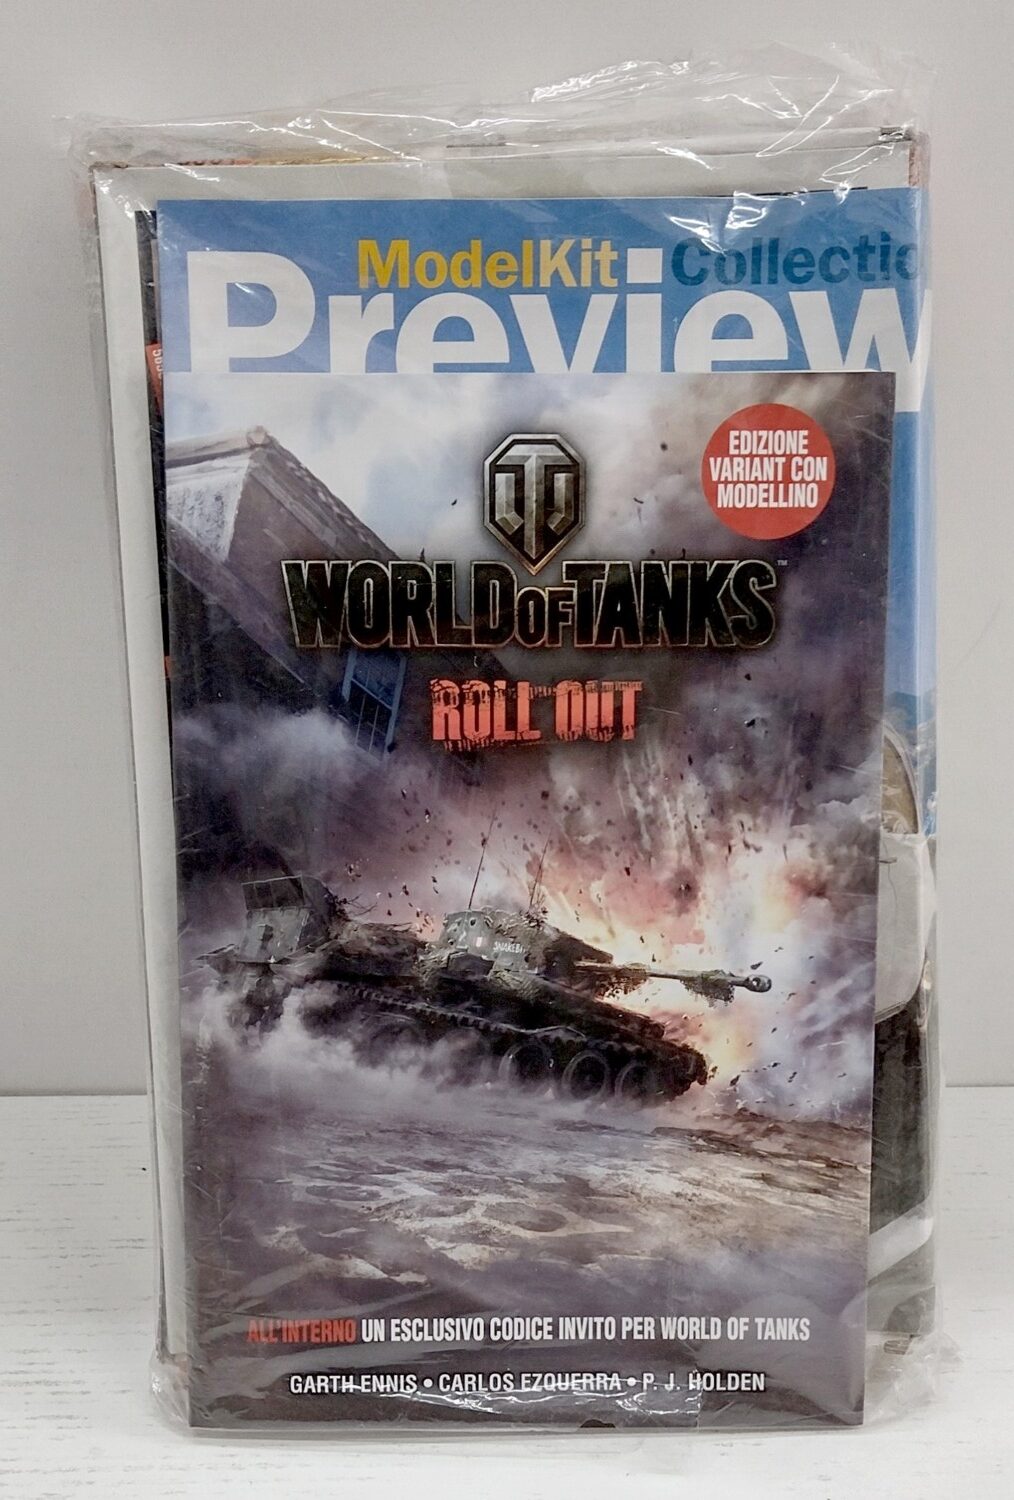 ModelKit Collectio
Preview
EDIZIONE
VARIANT CON
MODELLINO
WORLD OF TANKS™
ROLL OUT
ALL'INTERNO UN ESCLUSIVO CODICE INVITO PER WORLD OF TANKS
GARTH ENNIS • CARLOS EZQUERRA • P. J. HOLDEN